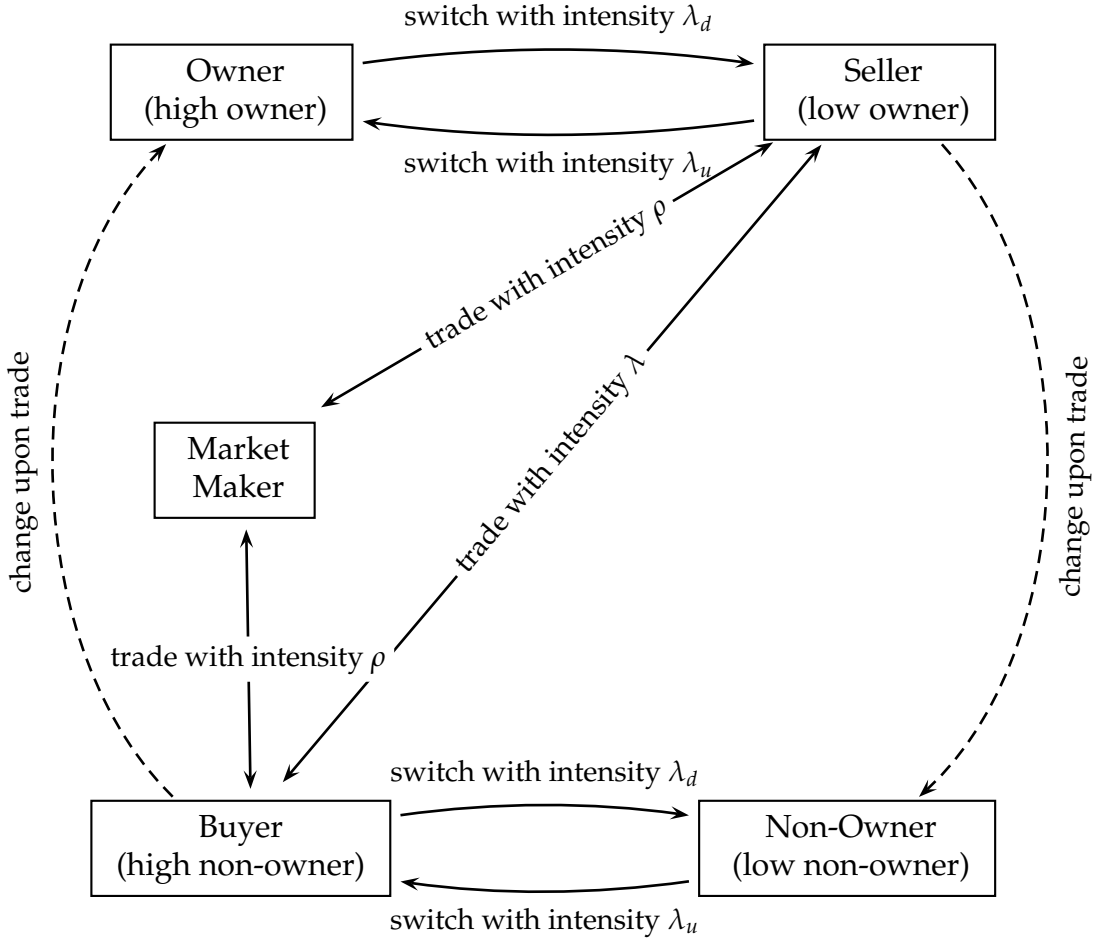 switch with intensity λ_d
Owner
(high owner)
Seller
(low owner)
switch with intensity λ_u
trade with intensity ρ
trade with intensity λ
change upon trade
change upon trade
Market
Maker
trade with intensity ρ
switch with intensity λ_d
Buyer
(high non-owner)
Non-Owner
(low non-owner)
switch with intensity λ_u